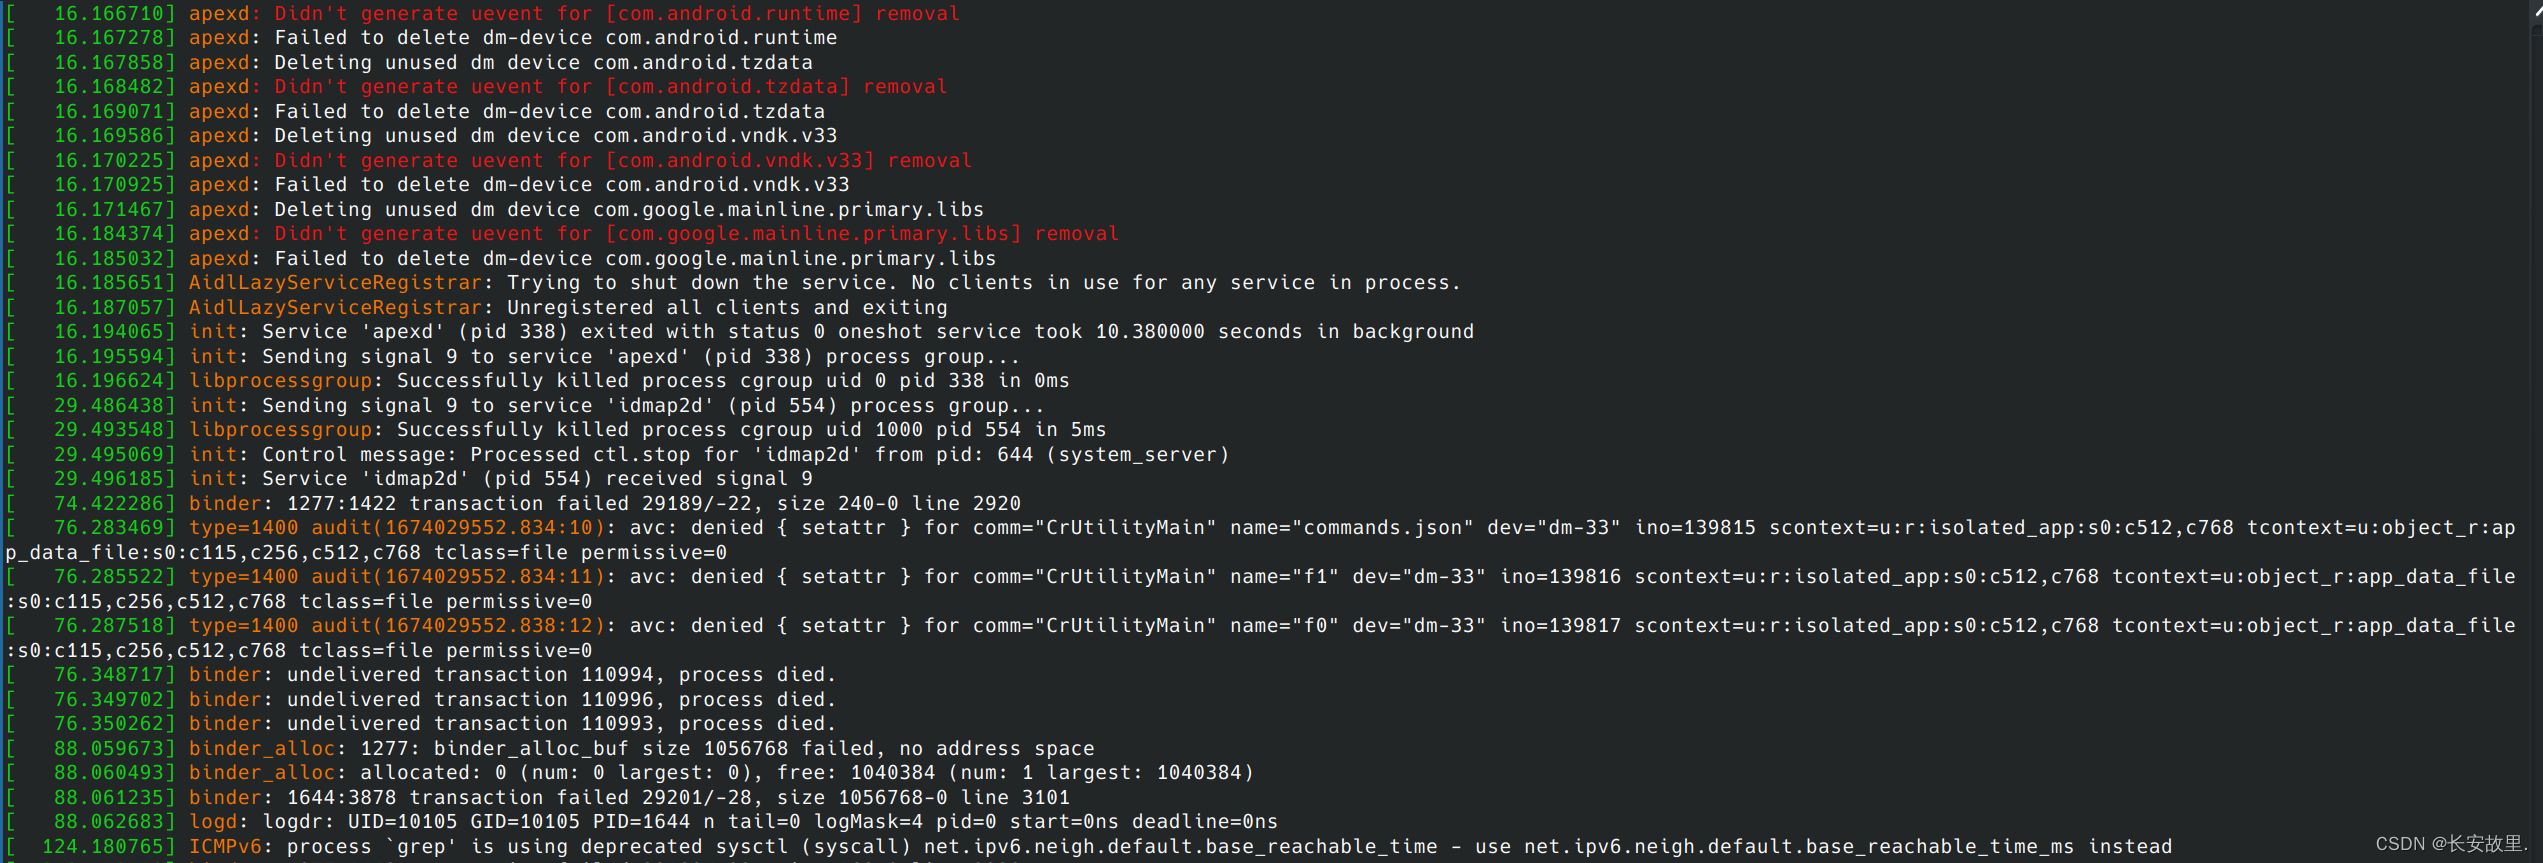 [   16.166710] apexd: Didn't generate uevent for [com.android.runtime] removal
[   16.167278] apexd: Failed to delete dm-device com.android.runtime
[   16.167858] apexd: Deleting unused dm device com.android.tzdata
[   16.168482] apexd: Didn't generate uevent for [com.android.tzdata] removal
[   16.169071] apexd: Failed to delete dm-device com.android.tzdata
[   16.169586] apexd: Deleting unused dm device com.android.vndk.v33
[   16.170225] apexd: Didn't generate uevent for [com.android.vndk.v33] removal
[   16.170925] apexd: Failed to delete dm-device com.android.vndk.v33
[   16.171467] apexd: Deleting unused dm device com.google.mainline.primary.libs
[   16.184374] apexd: Didn't generate uevent for [com.google.mainline.primary.libs] removal
[   16.185032] apexd: Failed to delete dm-device com.google.mainline.primary.libs
[   16.185651] AidlLazyServiceRegistrar: Trying to shut down the service. No clients in use for any service in process.
[   16.187057] AidlLazyServiceRegistrar: Unregistered all clients and exiting
[   16.194065] init: Service 'apexd' (pid 338) exited with status 0 oneshot service took 10.380000 seconds in background
[   16.195594] init: Sending signal 9 to service 'apexd' (pid 338) process group...
[   16.196624] libprocessgroup: Successfully killed process cgroup uid 0 pid 338 in 0ms
[   29.486438] init: Sending signal 9 to service 'idmap2d' (pid 554) process group...
[   29.493548] libprocessgroup: Successfully killed process cgroup uid 1000 pid 554 in 5ms
[   29.495069] init: Control message: Processed ctl.stop for 'idmap2d' from pid: 644 (system_server)
[   29.496185] init: Service 'idmap2d' (pid 554) received signal 9
[   74.422286] binder: 1277:1422 transaction failed 29189/-22, size 240-0 line 2920
[   76.283469] type=1400 audit(1674029552.834:10): avc: denied { setattr } for comm="CrUtilityMain" name="commands.json" dev="dm-33" ino=139815 scontext=u:r:isolated_app:s0:c512,c768 tcontext=u:object_r:ap
p_data_file:s0:c115,c256,c512,c768 tclass=file permissive=0
[   76.285522] type=1400 audit(1674029552.834:11): avc: denied { setattr } for comm="CrUtilityMain" name="f1" dev="dm-33" ino=139816 scontext=u:r:isolated_app:s0:c512,c768 tcontext=u:object_r:app_data_file
:s0:c115,c256,c512,c768 tclass=file permissive=0
[   76.287518] type=1400 audit(1674029552.838:12): avc: denied { setattr } for comm="CrUtilityMain" name="f0" dev="dm-33" ino=139817 scontext=u:r:isolated_app:s0:c512,c768 tcontext=u:object_r:app_data_file
:s0:c115,c256,c512,c768 tclass=file permissive=0
[   76.348717] binder: undelivered transaction 110994, process died.
[   76.349702] binder: undelivered transaction 110996, process died.
[   76.350262] binder: undelivered transaction 110993, process died.
[   88.059673] binder_alloc: 1277: binder_alloc_buf size 1056768 failed, no address space
[   88.060493] binder_alloc: allocated: 0 (num: 0 largest: 0), free: 1040384 (num: 1 largest: 1040384)
[   88.061235] binder: 1644:3878 transaction failed 29201/-28, size 1056768-0 line 3101
[   88.062683] logd: logdr: UID=10105 GID=10105 PID=1644 n tail=0 logMask=4 pid=0 start=0ns deadline=0ns
[  124.180765] ICMPv6: process `grep' is using deprecated sysctl (syscall) net.ipv6.neigh.default.base_reachable_time - use net.ipv6.neigh.default.base_reachable_time_ms instead
CSDN @长安故里.